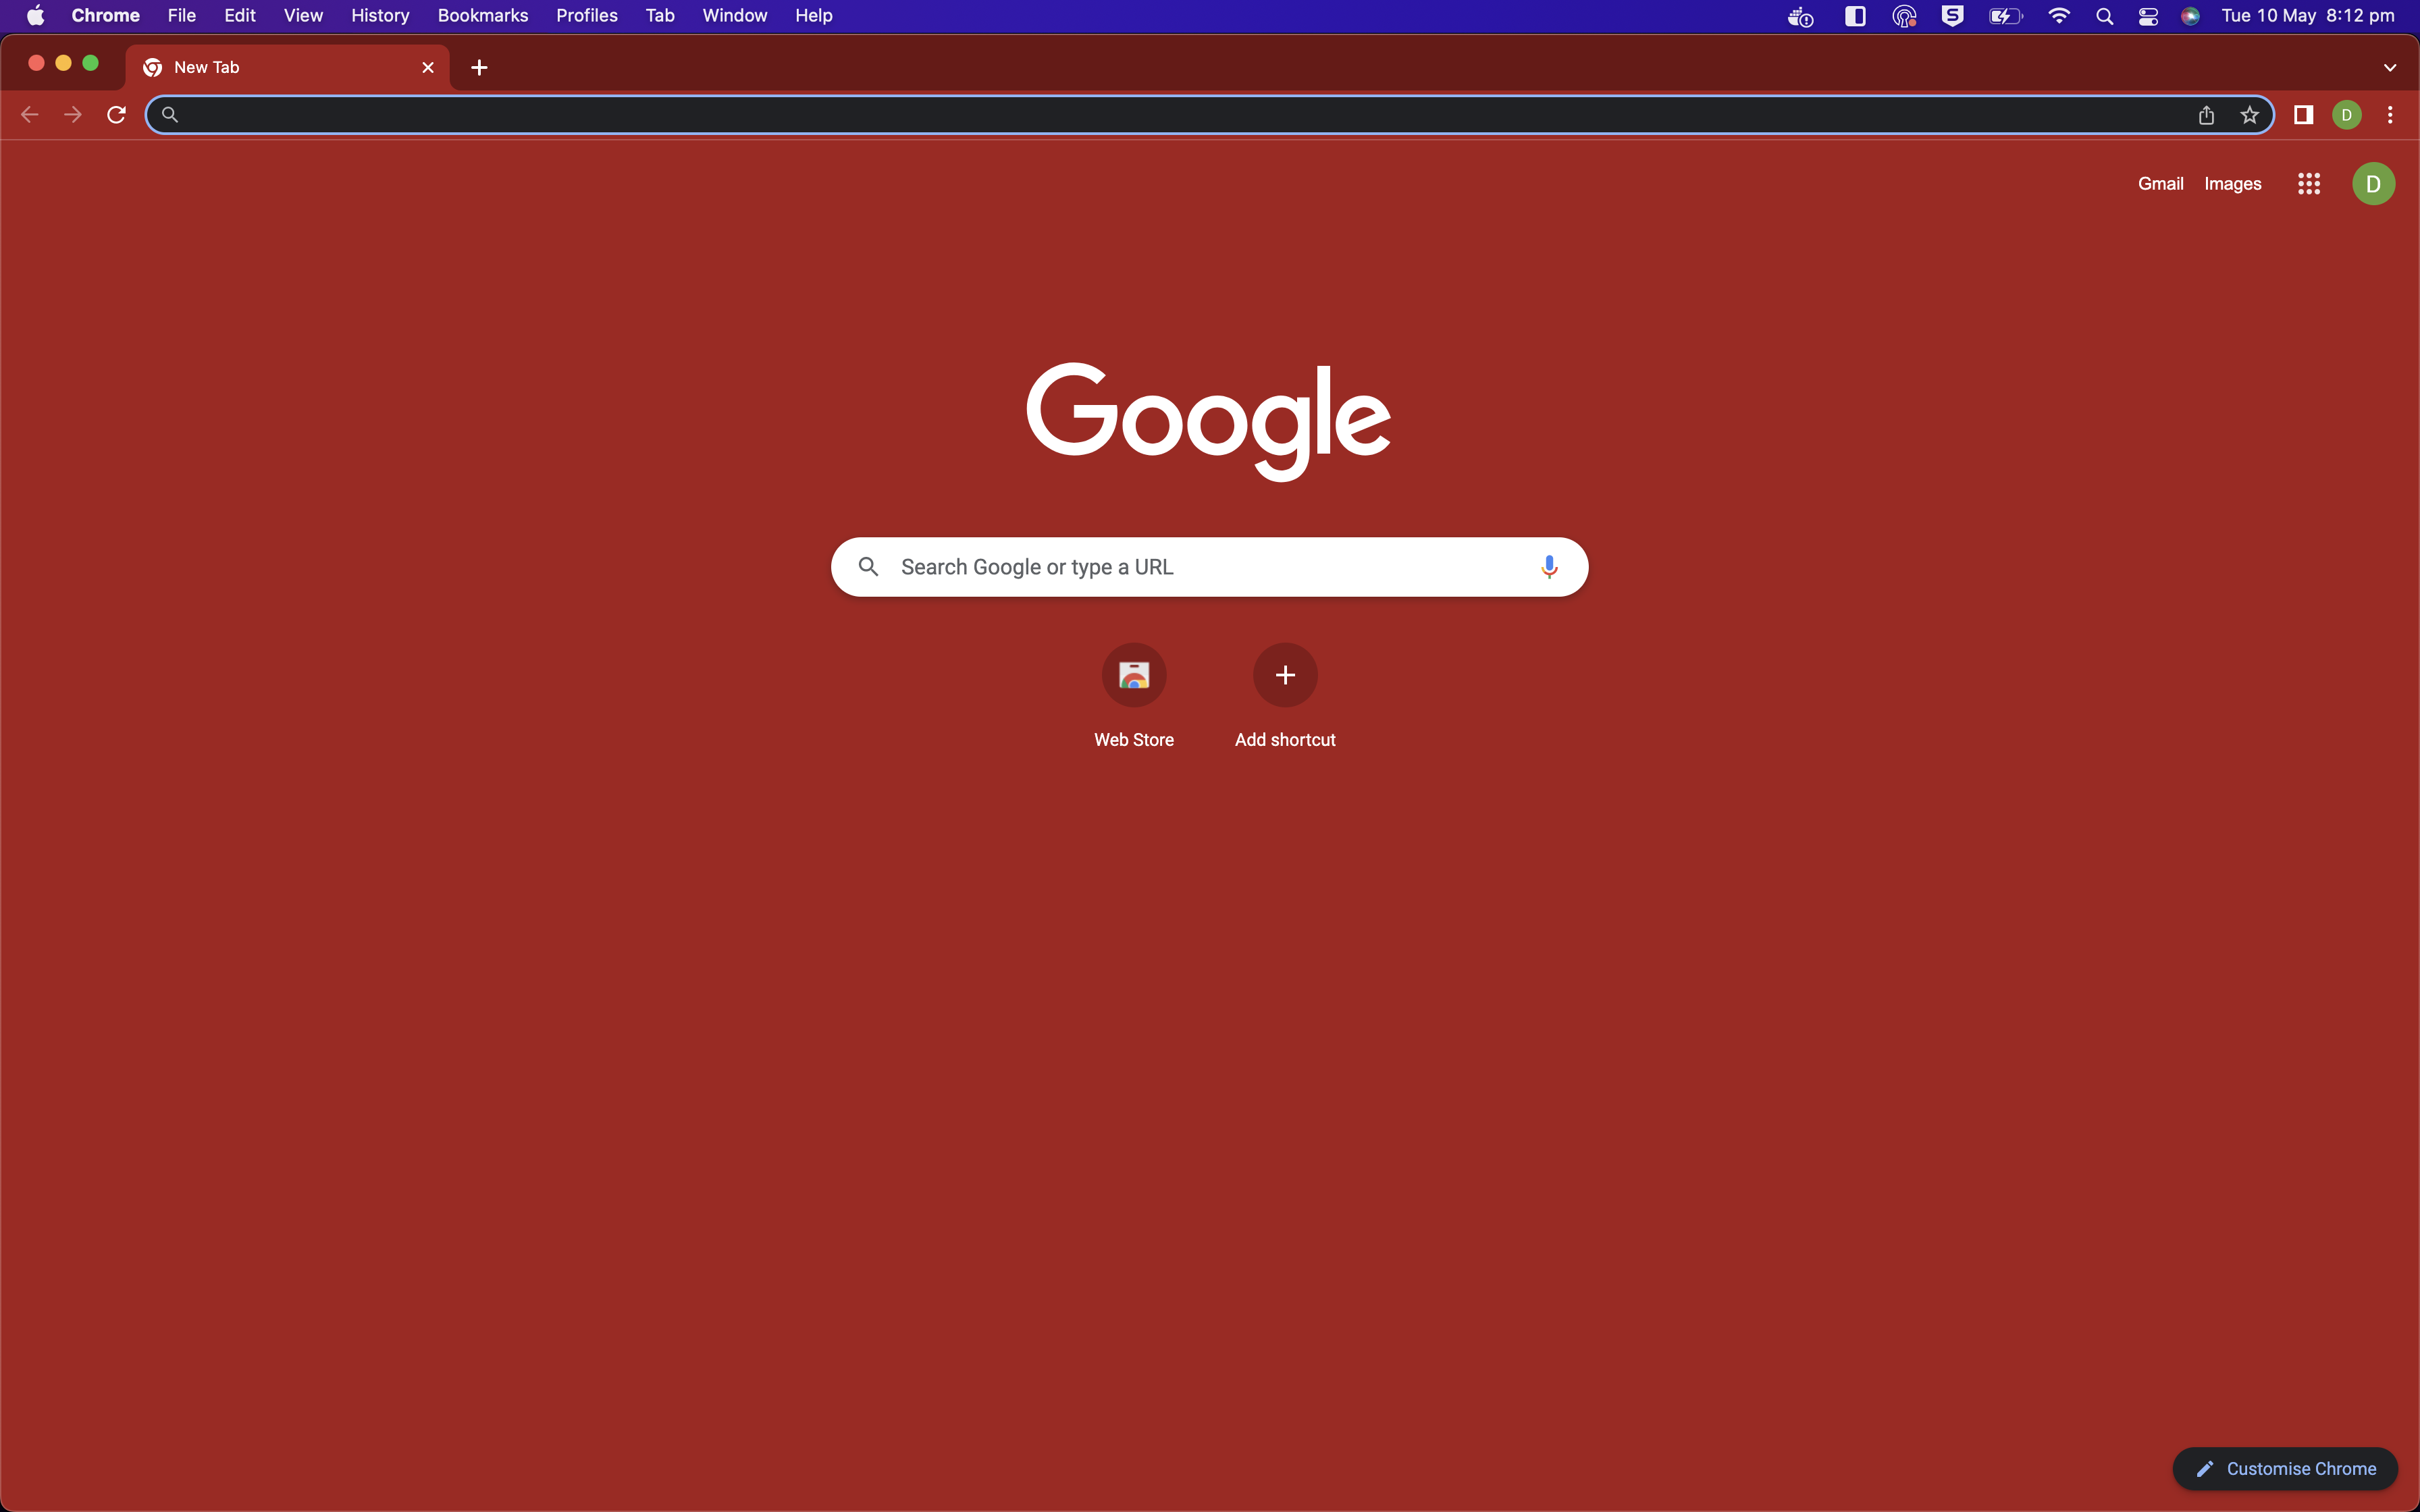 Chrome File Edit View History Bookmarks Profiles Tab Window Help Tue 10 May 8:12 pm
New Tab
D
Gmail Images D
Google
Search Google or type a URL
Web Store Add shortcut
Customise Chrome